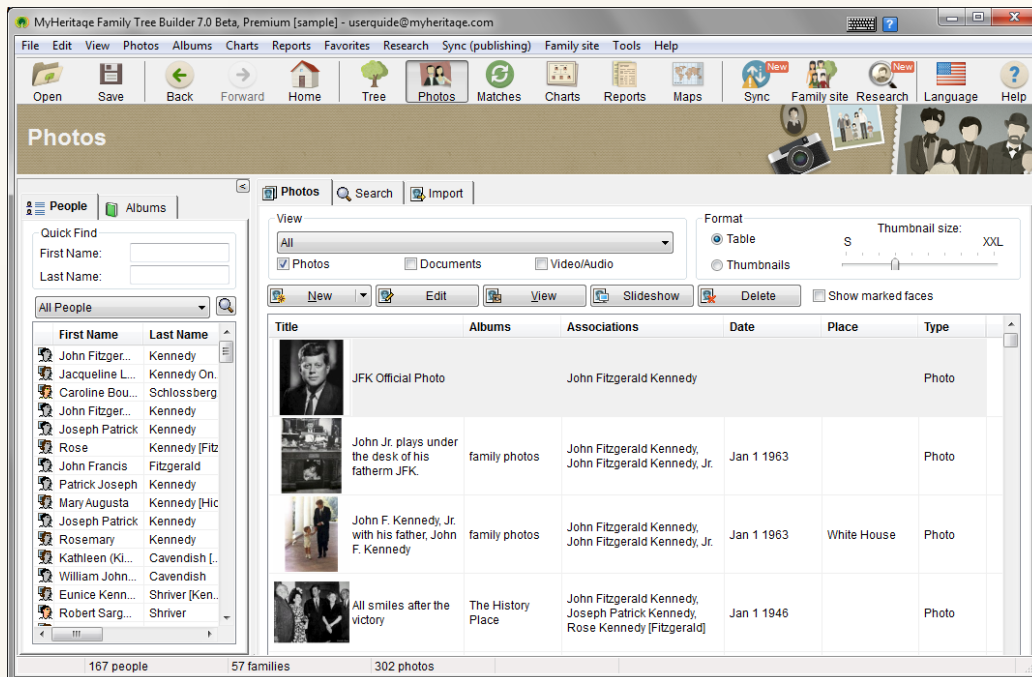 MyHeritage Family Tree Builder 7.0 Beta, Premium [sample] - userguide@myheritage.com
File Edit View Photos Albums Charts Reports Favorites Research Sync (publishing) Family site Tools Help
New New
Open Save Back Forward Home Tree Photos Matches Charts Reports Maps Sync Family site Research Language Help
Photos
People Albums
Quick Find
First Name:
Last Name:
All People
First Name Last Name
John Fitzger... Kennedy
Jacqueline L... Kennedy On.
Caroline Bou... Schlossberg
John Fitzger... Kennedy
Joseph Patrick Kennedy
Rose Kennedy [Fitz
John Francis Fitzgerald
Patrick Joseph Kennedy
Mary Augusta Kennedy [Hic
Joseph Patrick Kennedy
Rosemary Kennedy
Kathleen (Ki... Cavendish [..
William John... Cavendish
Eunice Kenn... Shriver [Ken..
Robert Sarg... Shriver
Photos Search Import
View
All
Photos Documents Video/Audio
Format
Table
Thumbnails
Thumbnail size:
S XXL
New Edit View Slideshow Delete Show marked faces
Title Albums Associations Date Place Type
JFK Official Photo John Fitzgerald Kennedy Photo
John Jr. plays under
the desk of his
fatherm JFK.
family photos
John Fitzgerald Kennedy,
John Fitzgerald Kennedy, Jr.
Jan 1 1963
Photo
John F. Kennedy, Jr.
with his father, John
F. Kennedy
family photos
John Fitzgerald Kennedy,
John Fitzgerald Kennedy, Jr.
Jan 1 1963
White House
Photo
All smiles after the
victory
The History
Place
John Fitzgerald Kennedy,
Joseph Patrick Kennedy,
Rose Kennedy [Fitzgerald]
Jan 1 1946
Photo
167 people 57 families 302 photos